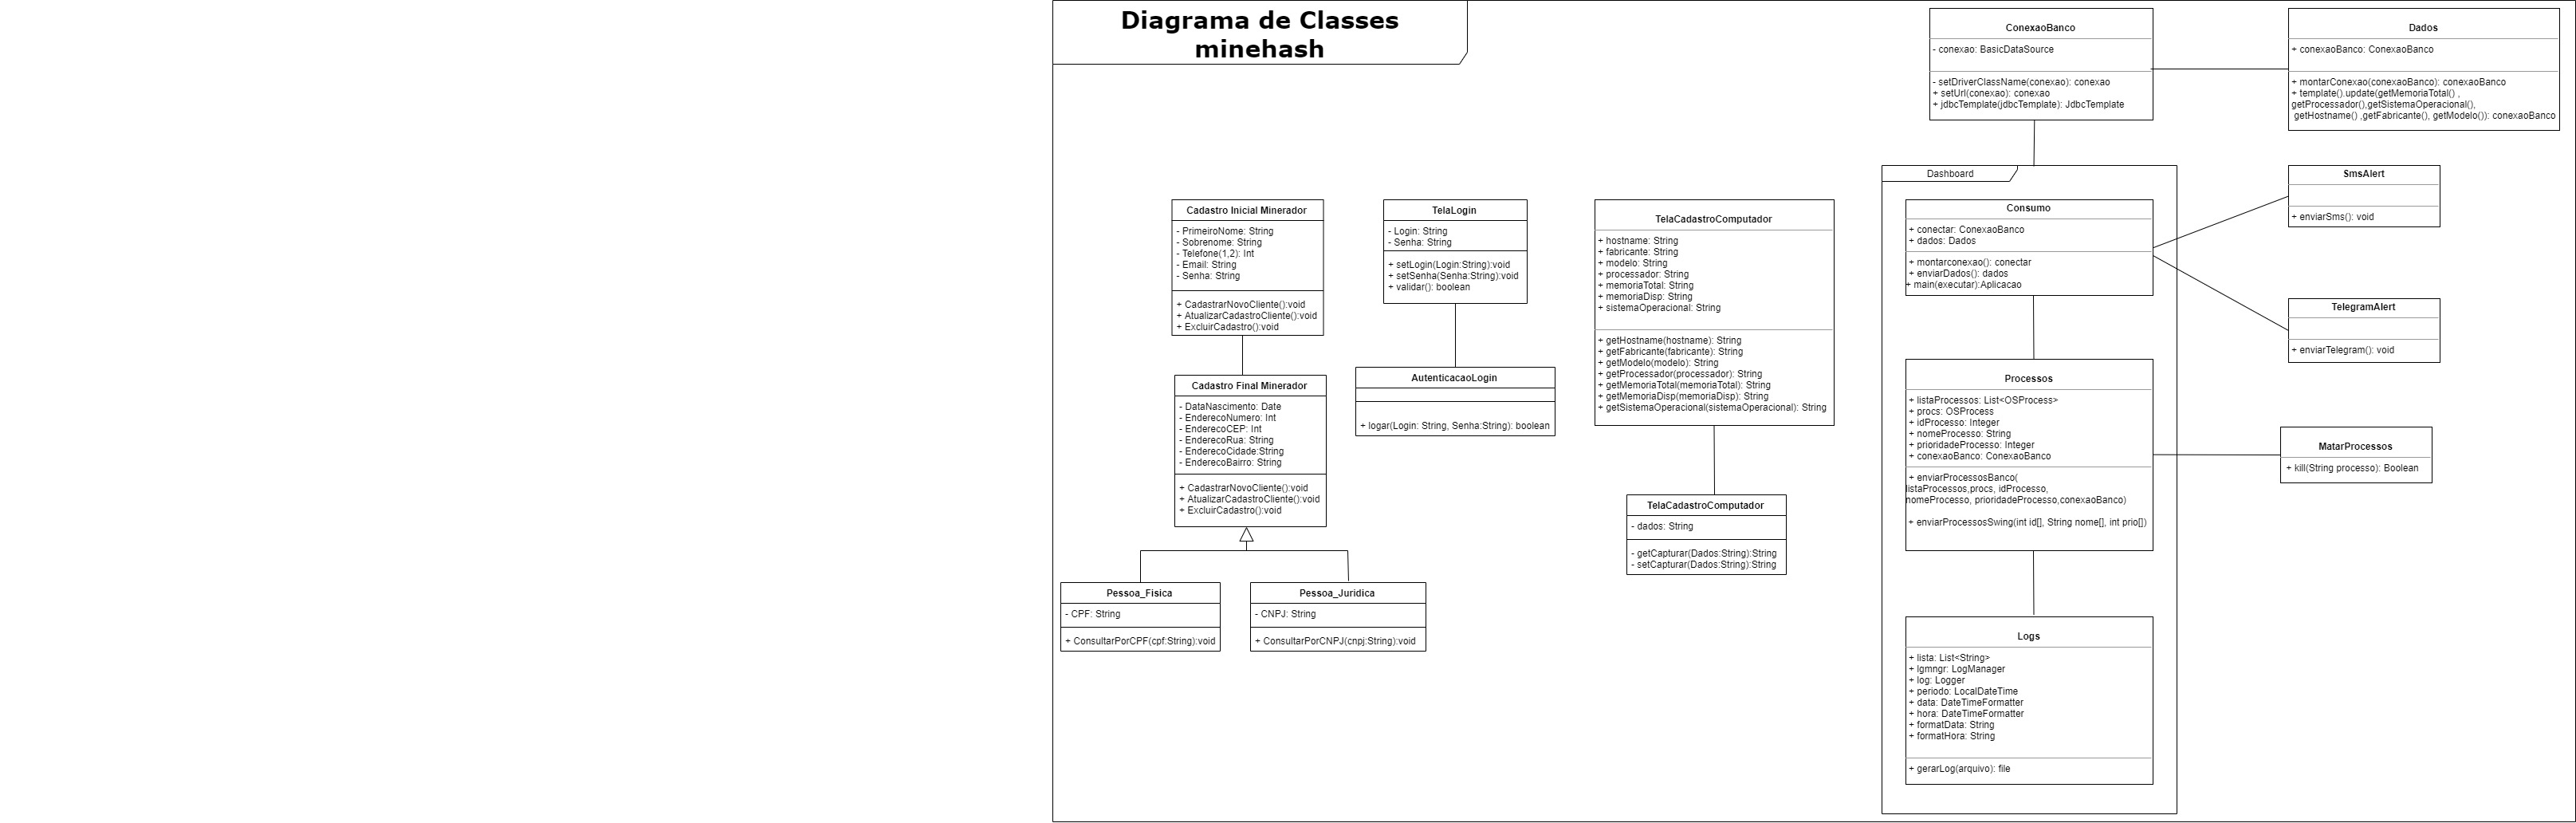 Diagrama de Classes
minehash
ConexaoBanco
- conexao: BasicDataSource
- setDriverClassName(conexao): conexao
+ setUrl(conexao): conexao
+ jdbcTemplate(jdbcTemplate): JdbcTemplate
Dados
+ conexaoBanco: ConexaoBanco
+ montarConexao(conexaoBanco): conexaoBanco
+ template().update(getMemoriaTotal() ,
getProcessador(),getSistemaOperacional(),
getHostname() ,getFabricante(), getModelo()): conexaoBanco
Cadastro Inicial Minerador
- PrimeiroNome: String
- Sobrenome: String
- Telefone(1,2): Int
- Email: String
- Senha: String
+ CadastrarNovoCliente():void
+ AtualizarCadastroCliente():void
+ ExcluirCadastro():void
Cadastro Final Minerador
- DataNascimento: Date
- EnderecoNumero: Int
- EnderecoCEP: Int
- EnderecoRua: String
- EnderecoCidade:String
- EnderecoBairro: String
+ CadastrarNovoCliente():void
+ AtualizarCadastroCliente():void
+ ExcluirCadastro():void
Pessoa_Fisica
- CPF: String
+ ConsultarPorCPF(cpf:String):void
Pessoa_Juridica
- CNPJ: String
+ ConsultarPorCNPJ(cnpj:String):void
TelaLogin
- Login: String
- Senha: String
+ setLogin(Login:String):void
+ setSenha(Senha:String):void
+ validar(): boolean
AutenticacaoLogin
+ logar(Login: String, Senha:String): boolean
TelaCadastroComputador
+ hostname: String
+ fabricante: String
+ modelo: String
+ processador: String
+ memoriaTotal: String
+ memoriaDisp: String
+ sistemaOperacional: String
+ getHostname(hostname): String
+ getFabricante(fabricante): String
+ getModelo(modelo): String
+ getProcessador(processador): String
+ getMemoriaTotal(memoriaTotal): String
+ getMemoriaDisp(memoriaDisp): String
+ getSistemaOperacional(sistemaOperacional): String
TelaCadastroComputador
- dados: String
- getCapturar(Dados:String):String
- setCapturar(Dados:String):String
Dashboard
Consumo
+ conectar: ConexaoBanco
+ dados: Dados
+ montarconexao(): conectar
+ enviarDados(): dados
+ main(executar):Aplicacao
Processos
+ listaProcessos: List<OSProcess>
+ procs: OSProcess
+ idProcesso: Integer
+ nomeProcesso: String
+ prioridadeProcesso: Integer
+ conexaoBanco: ConexaoBanco
+ enviarProcessosBanco(
listaProcessos,procs, idProcesso,
nomeProcesso, prioridadeProcesso,conexaoBanco)
+ enviarProcessosSwing(int id[], String nome[], int prio[])
Logs
+ lista: List<String>
+ lgmngr: LogManager
+ log: Logger
+ periodo: LocalDateTime
+ data: DateTimeFormatter
+ hora: DateTimeFormatter
+ formatData: String
+ formatHora: String
+ gerarLog(arquivo): file
SmsAlert
+ enviarSms(): void
TelegramAlert
+ enviarTelegram(): void
MatarProcessos
+ kill(String processo): Boolean